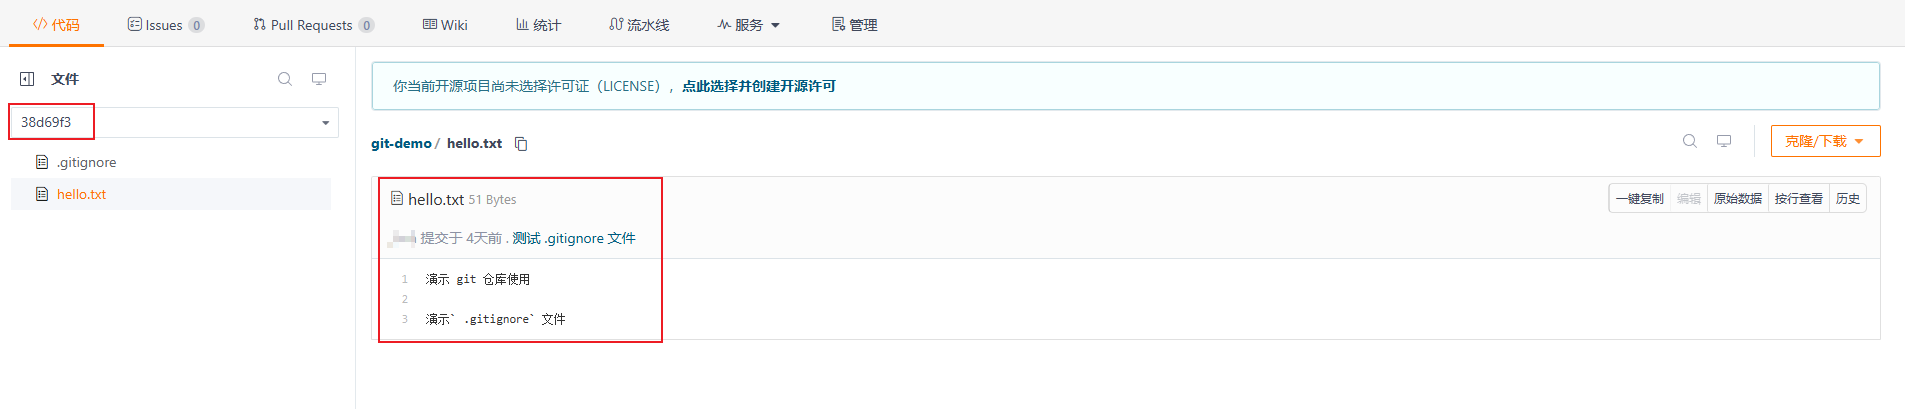 代码 Issues 0 Pull Requests 0 Wiki 统计 流水线 服务 管理
文件
38d69f3
.gitignore
hello.txt
你当前开源项目尚未选择许可证（LICENSE），点此选择并创建开源许可
git-demo / hello.txt
克隆/下载
hello.txt 51 Bytes
一键复制 编辑 原始数据 按行查看 历史
提交于 4天前 . 测试 .gitignore 文件
1 演示 git 仓库使用
2
3 演示` .gitignore` 文件